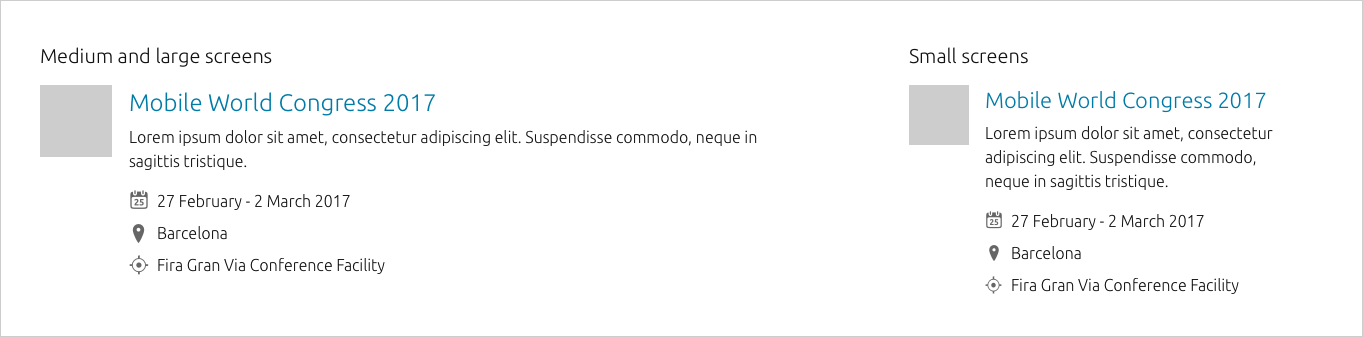 Medium and large screens
Mobile World Congress 2017
Lorem ipsum dolor sit amet, consectetur adipiscing elit. Suspendisse commodo, neque in
sagittis tristique.
25
27 February - 2 March 2017
Barcelona
Fira Gran Via Conference Facility
Small screens
Mobile World Congress 2017
Lorem ipsum dolor sit amet, consectetur
adipiscing elit. Suspendisse commodo,
neque in sagittis tristique.
25
27 February - 2 March 2017
Barcelona
Fira Gran Via Conference Facility